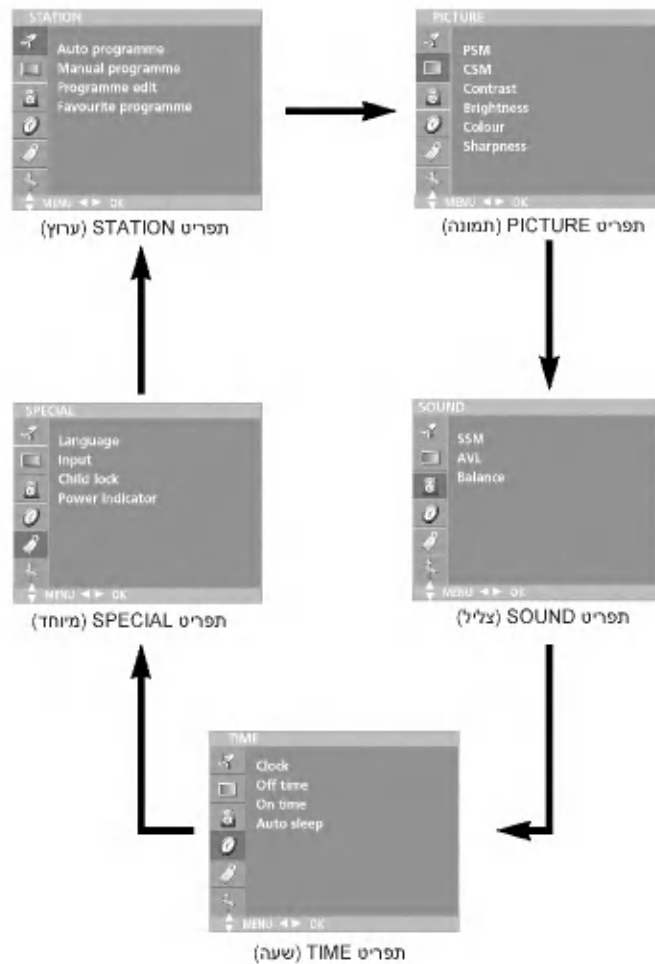 STATION
Auto programme
Manual programme
Programme edit
Favourite programme
MENU ◄► OK
תפריט STATION (ערוץ)
PICTURE
PSM
CSM
Contrast
Brightness
Colour
Sharpness
MENU ◄► OK
תפריט PICTURE (תמונה)
SPECIAL
Language
Input
Child lock
Power indicator
MENU ◄► OK
תפריט SPECIAL (מיוחד)
SOUND
SSM
AVL
Balance
MENU ◄► OK
תפריט SOUND (צליל)
TIME
Clock
Off time
On time
Auto sleep
MENU ◄► OK
תפריט TIME (שעה)